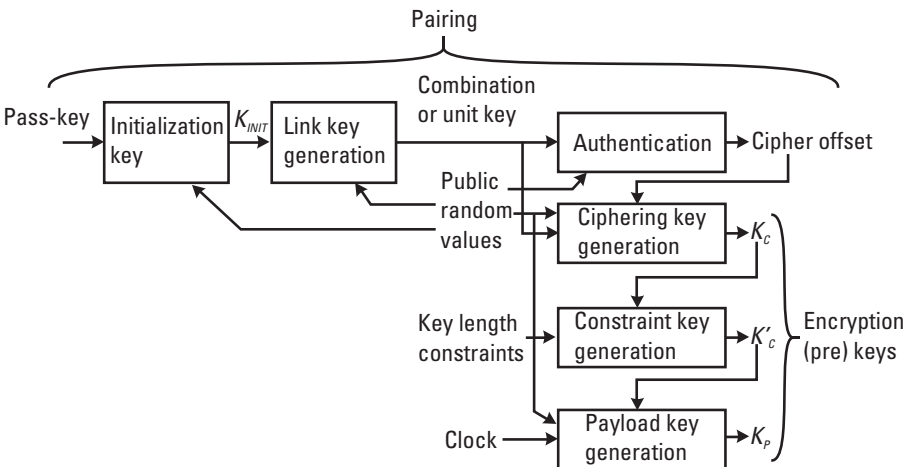 Pairing
Pass-key
Initialization
key
K_INIT
Link key
generation
Combination
or unit key
Authentication
Cipher offset
Public
random
values
Ciphering key
generation
K_C
Key length
constraints
Constraint key
generation
K′_C
Encryption
(pre) keys
Clock
Payload key
generation
K_P